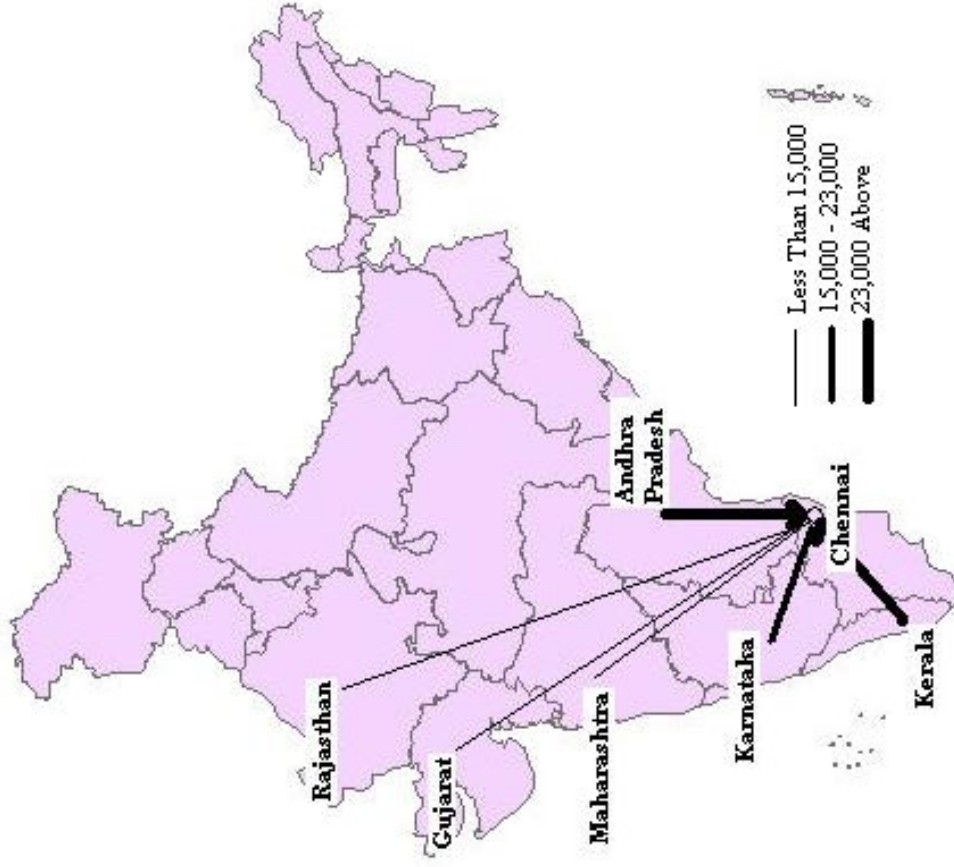 Rajasthan
Gujarat
Maharashtra
Karnataka
Kerala
Andhra
Pradesh
Chennai
Less Than 15,000
15,000 - 23,000
23,000 Above